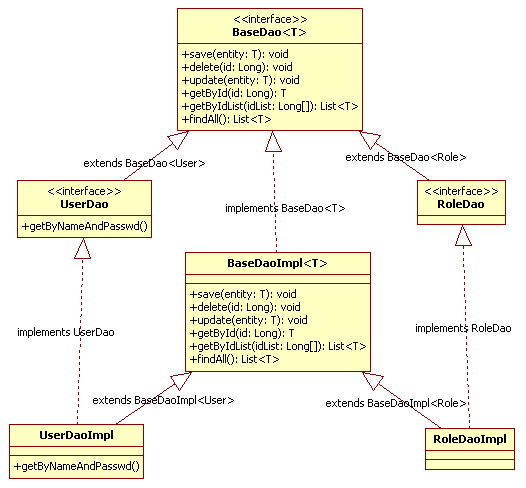 <<interface>>
BaseDao<T>
+save(entity: T): void
+delete(id: Long): void
+update(entity: T): void
+getById(id: Long): T
+getByIdList(idList: Long[]): List<T>
+findAll(): List<T>
extends BaseDao<User>
extends BaseDao<Role>
<<interface>>
UserDao
+getByNameAndPasswd()
implements BaseDao<T>
<<interface>>
RoleDao
BaseDaoImpl<T>
+save(entity: T): void
+delete(id: Long): void
+update(entity: T): void
+getById(id: Long): T
+getByIdList(idList: Long[]): List<T>
+findAll(): List<T>
implements UserDao
implements RoleDao
extends BaseDaoImpl<User>
extends BaseDaoImpl<Role>
UserDaoImpl
+getByNameAndPasswd()
RoleDaoImpl